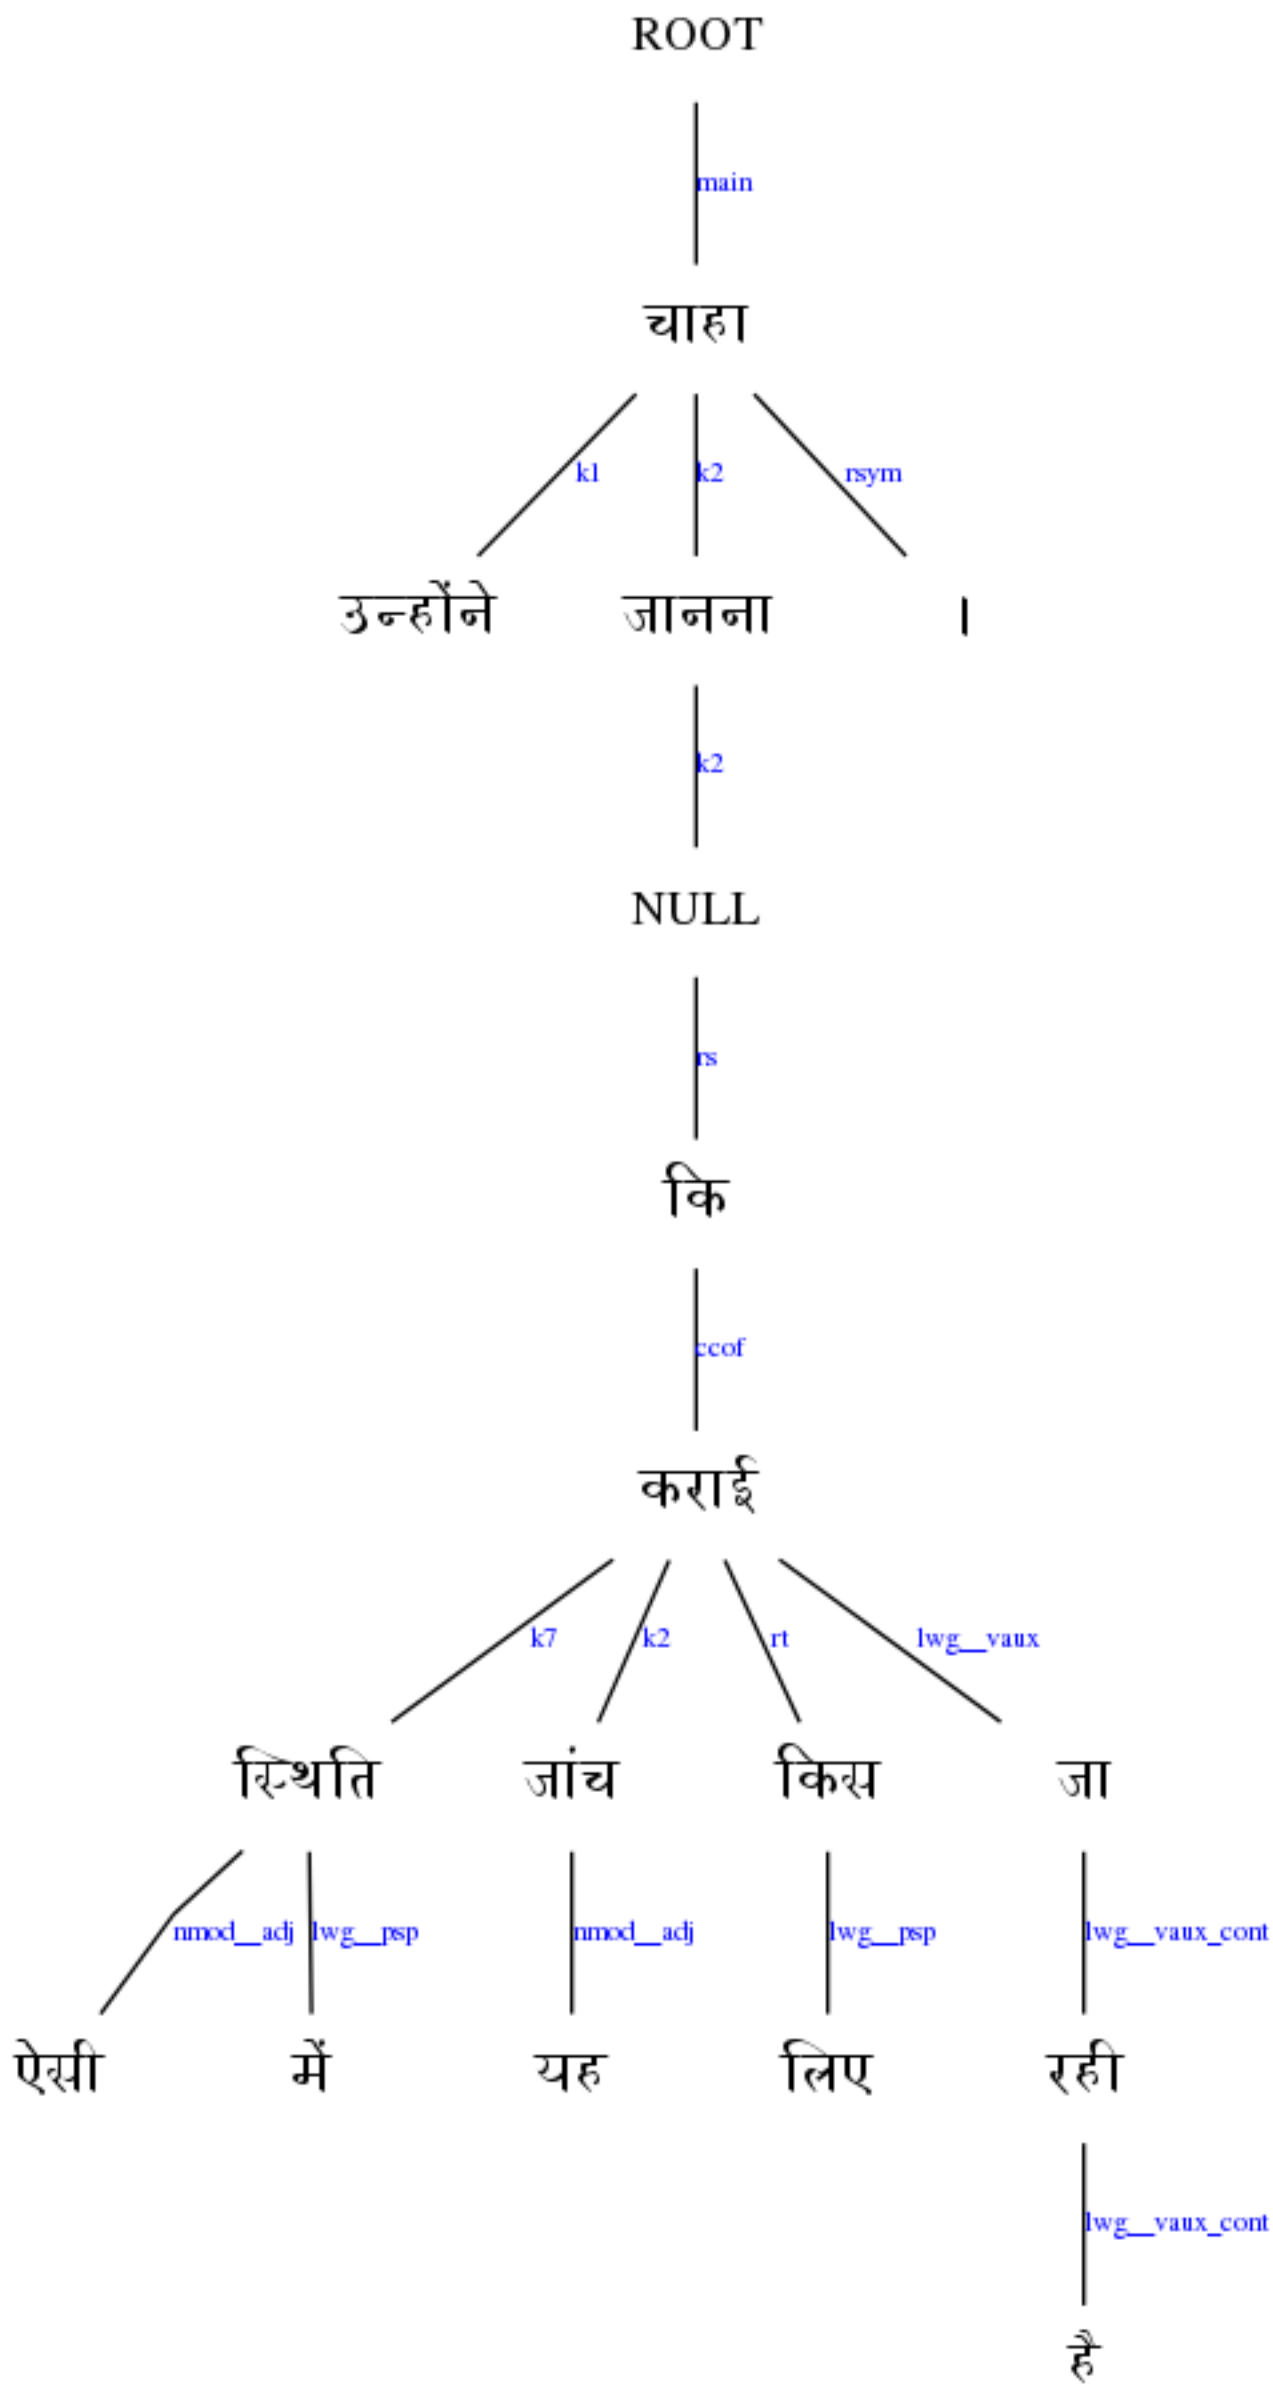 ROOT
main
चाहा
k1 k2 rsym
उन्होंने जानना ।
k2
NULL
rs
कि
ccof
कराई
k7 k2 rt lwg__vaux
स्थिति जांच किस जा
nmod__adj lwg__psp nmod__adj lwg__psp lwg__vaux_cont
ऐसी में यह लिए रही
lwg__vaux_cont
है